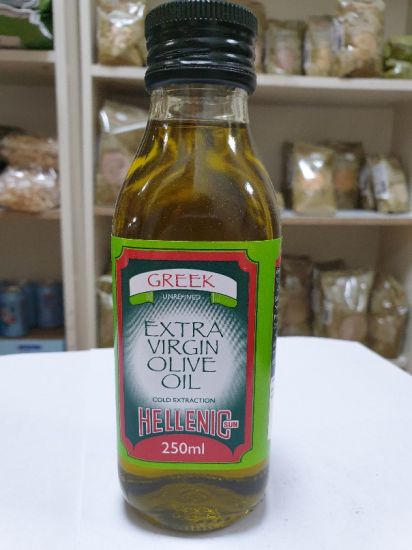 GREEK
UNREFINED
EXTRA
VIRGIN
OLIVE
OIL
COLD EXTRACTION
HELLENIC SUN
250ml